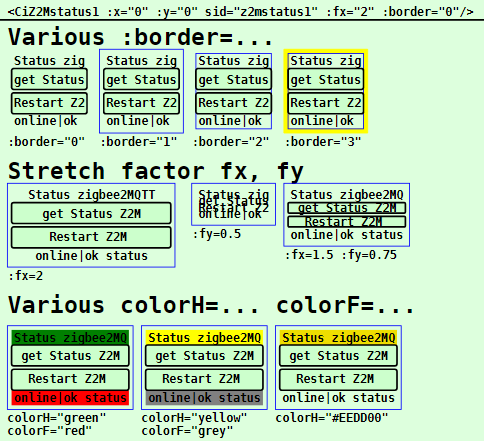 <CiZ2Mstatus1 :x="0" :y="0" sid="z2mstatus1" :fx="2" :border="0"/>
Various :border=...
Status zig Status zig Status zig Status zig
get Status get Status get Status get Status
Restart Z2 Restart Z2 Restart Z2 Restart Z2
online|ok online|ok online|ok online|ok
:border="0" :border="1" :border="2" :border="3"
Stretch factor fx, fy
Status zigbee2MQTT Status zig Status zigbee2MQ
get Status Z2M get Status get Status Z2M
Restart Z2M Restart Z2 Restart Z2M
online|ok status online|ok online|ok status
:fy=0.5
:fx=1.5 :fy=0.75
:fx=2
Various colorH=... colorF=...
Status zigbee2MQ Status zigbee2MQ Status zigbee2MQ
get Status Z2M get Status Z2M get Status Z2M
Restart Z2M Restart Z2M Restart Z2M
online|ok status online|ok status online|ok status
colorH="green" colorH="yellow" colorH="#EEDD00"
colorF="red" colorF="grey"